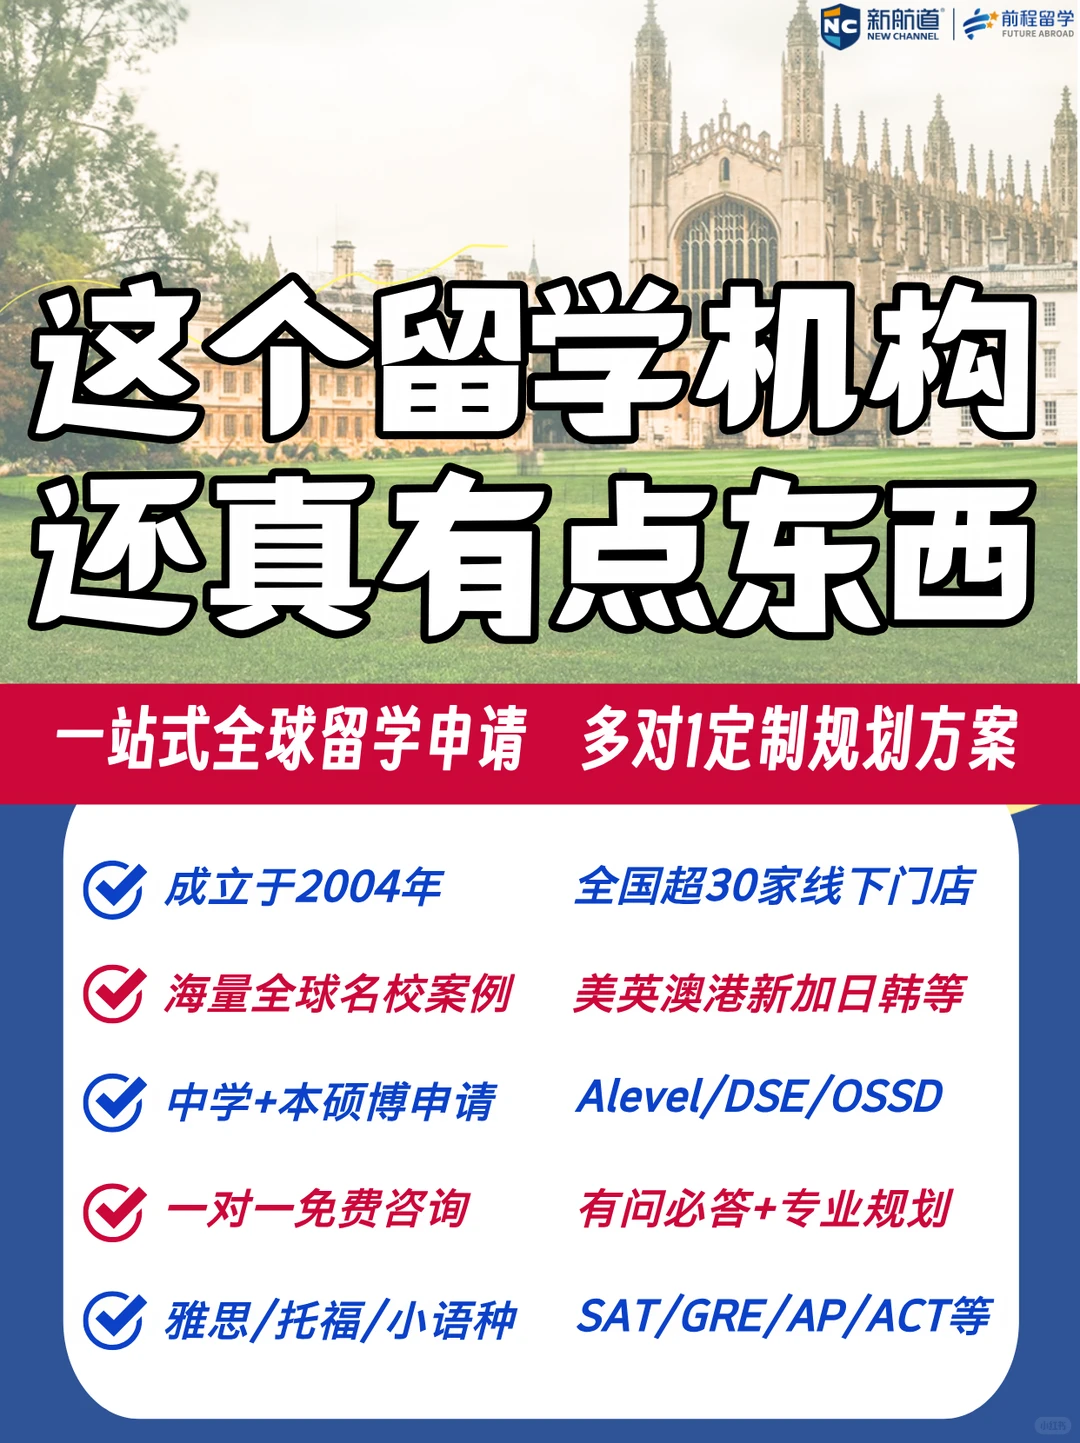 新航道
NEW CHANNEL
前程留学
FUTURE ABROAD
这个留学机构
还真有点东西
一站式全球留学申请 多对1定制规划方案
成立于2004年 全国超30家线下门店
海量全球名校案例 美英澳港新加日韩等
中学+本硕博申请 Alevel/DSE/OSSD
一对一免费咨询 有问必答+专业规划
雅思/托福/小语种 SAT/GRE/AP/ACT等
小红书